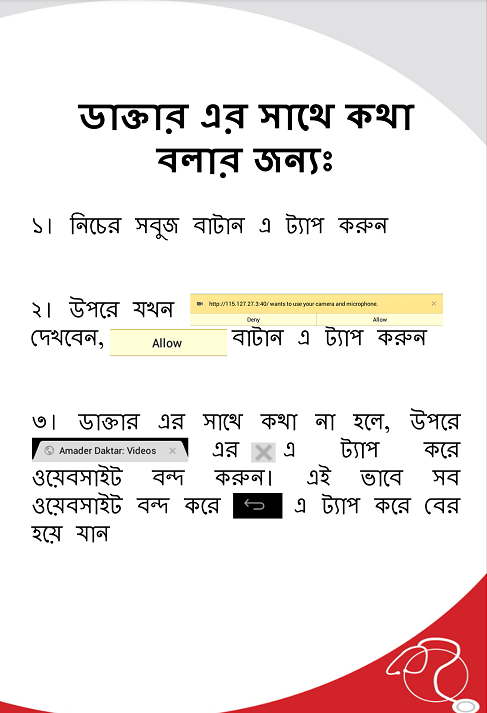 ডাক্তার এর সাথে কথা
বলার জন্যঃ
১। নিচের সবুজ বাটান এ ট্যাপ করুন
২। উপরে যখন http://115.127.27.3:40/ wants to use your camera and microphone. ×
Deny Allow
দেখবেন, Allow বাটান এ ট্যাপ করুন
৩। ডাক্তার এর সাথে কথা না হলে, উপরে
Amader Daktar: Videos × এর × এ ট্যাপ করে
ওয়েবসাইট বন্দ করুন। এই ভাবে সব
ওয়েবসাইট বন্দ করে এ ট্যাপ করে বের
হয়ে যান